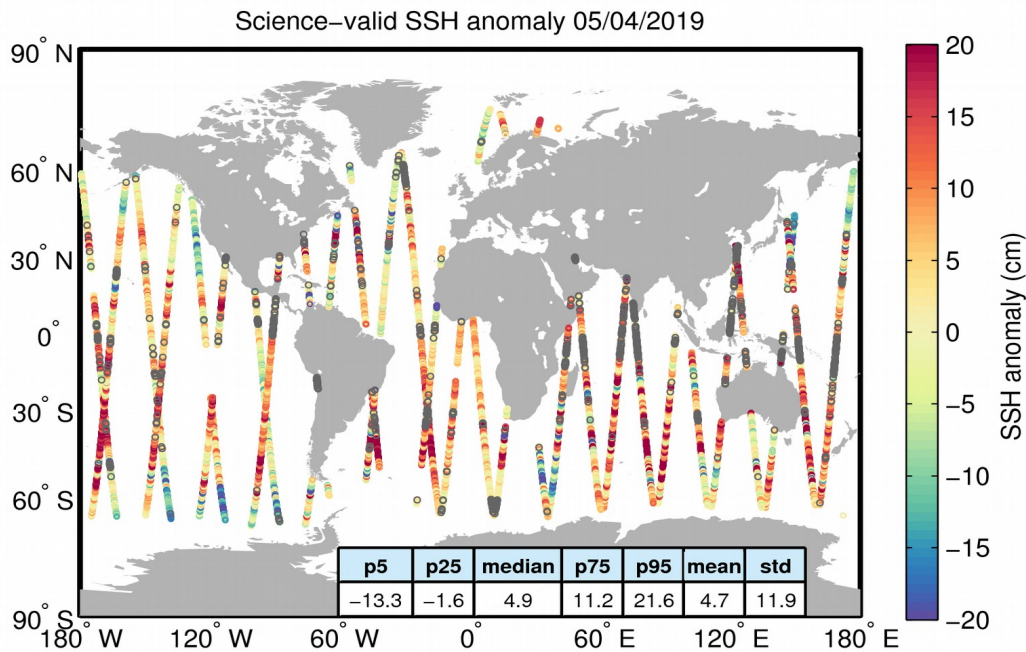 Science−valid SSH anomaly 05/04/2019
90° N
60° N
30° N
0°
30° S
60° S
90° S
180° W
120° W
60° W
0°
60° E
120° E
180° E
p5 p25 median p75 p95 mean std
−13.3 −1.6 4.9 11.2 21.6 4.7 11.9
20
15
10
5
0
−5
−10
−15
−20
SSH anomaly (cm)